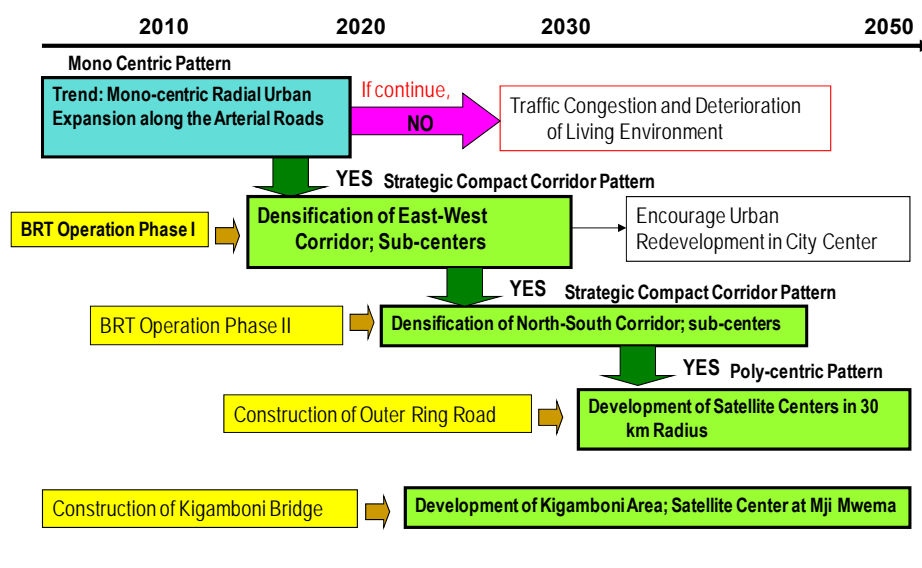 2010 2020 2030 2050
Mono Centric Pattern
Trend: Mono-centric Radial Urban
Expansion along the Arterial Roads
If continue,
NO
Traffic Congestion and Deterioration
of Living Environment
YES Strategic Compact Corridor Pattern
BRT Operation Phase I
Densification of East-West
Corridor; Sub-centers
Encourage Urban
Redevelopment in City Center
YES Strategic Compact Corridor Pattern
BRT Operation Phase II
Densification of North-South Corridor; sub-centers
YES Poly-centric Pattern
Construction of Outer Ring Road
Development of Satellite Centers in 30
km Radius
Construction of Kigamboni Bridge
Development of Kigamboni Area; Satellite Center at Mji Mwema